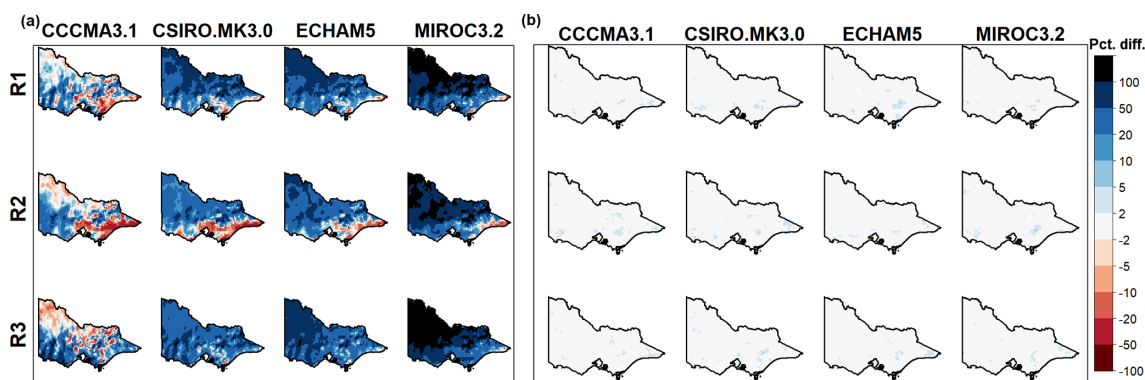 (a) CCCMA3.1 CSIRO.MK3.0 ECHAM5 MIROC3.2
(b) CCCMA3.1 CSIRO.MK3.0 ECHAM5 MIROC3.2
Pct. diff.
R1
R2
R3
100
50
20
10
5
2
-2
-5
-10
-20
-50
-100